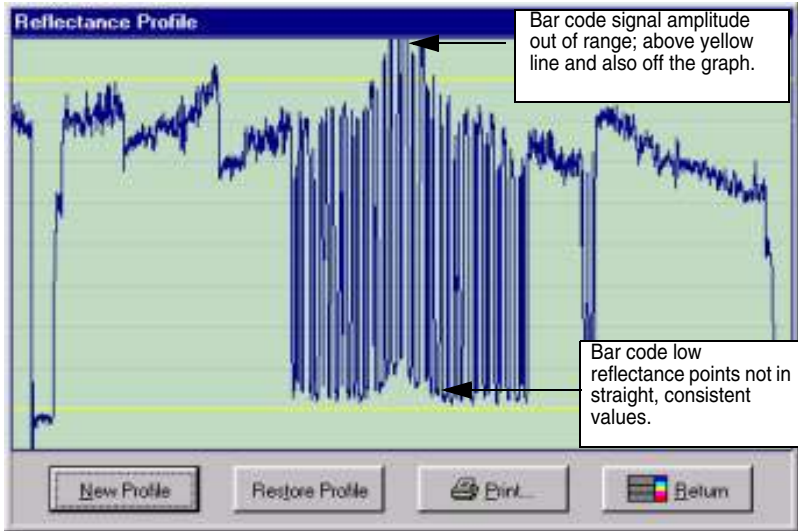 Reflectance Profile
Bar code signal amplitude
out of range; above yellow
line and also off the graph.
Bar code low
reflectance points not in
straight, consistent
values.
New Profile
Restore Profile
Print...
Return